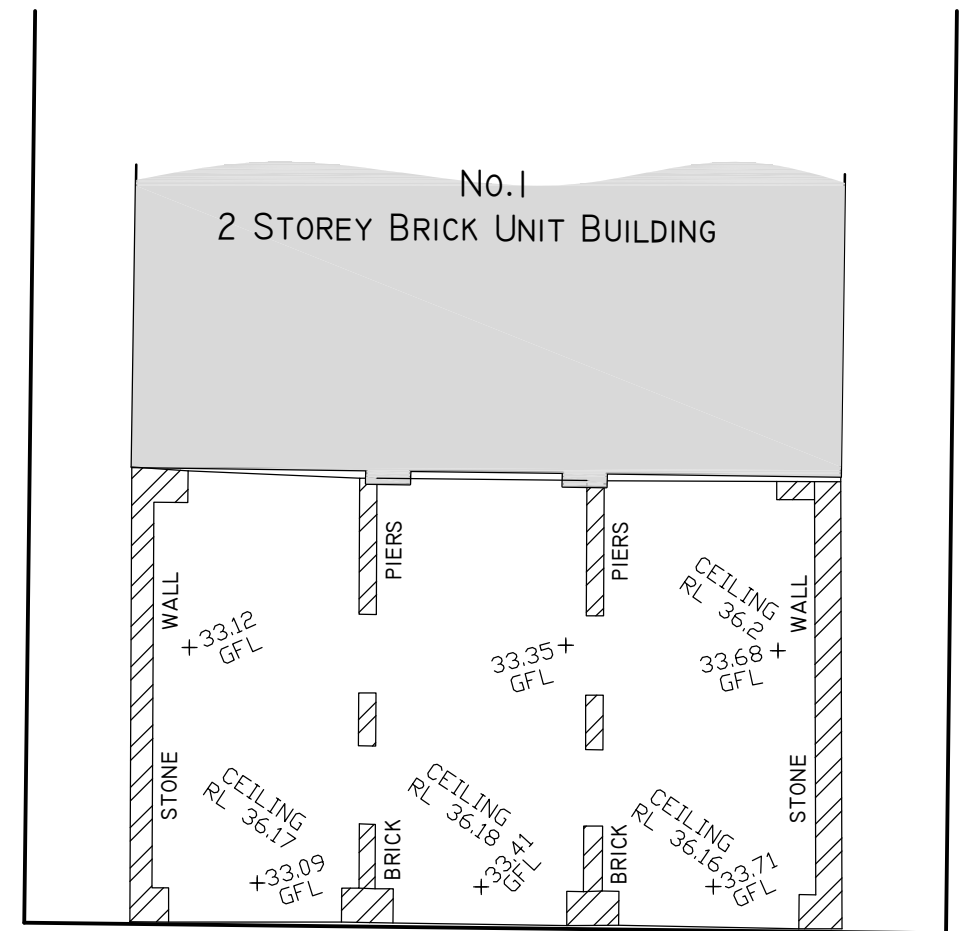 No.1
2 STOREY BRICK UNIT BUILDING
PIERS
PIERS
CEILING
RL 36.2
WALL
WALL
+33.12
GFL
33.35+
GFL
33.68+
GFL
STONE
STONE
CEILING
RL 36.17
CEILING
RL 36.18
CEILING
RL 36.16
BRICK
BRICK
+33.09
GFL
+33.41
GFL
+33.71
GFL